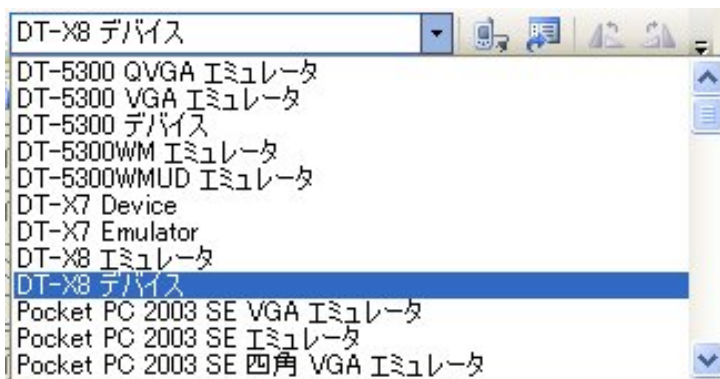 DT-X8 デバイス
DT-5300 QVGA エミュレータ
DT-5300 VGA エミュレータ
DT-5300 デバイス
DT-5300WM エミュレータ
DT-5300WMUD エミュレータ
DT-X7 Device
DT-X7 Emulator
DT-X8 エミュレータ
DT-X8 デバイス
Pocket PC 2003 SE VGA エミュレータ
Pocket PC 2003 SE エミュレータ
Pocket PC 2003 SE 四角 VGA エミュレータ